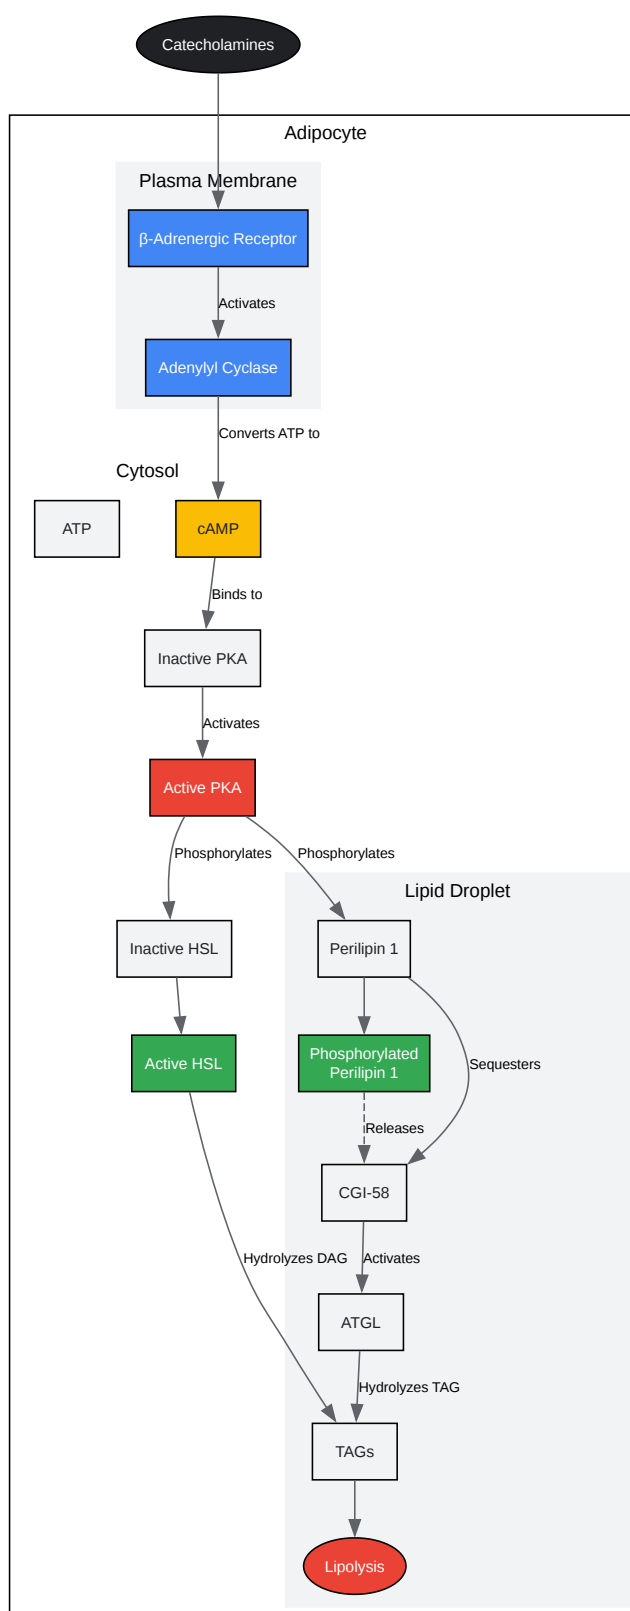 Catecholamines
Adipocyte
Plasma Membrane
β-Adrenergic Receptor
Activates
Adenylyl Cyclase
Converts ATP to
Cytosol
ATP
cAMP
Binds to
Inactive PKA
Activates
Active PKA
Phosphorylates
Phosphorylates
Lipid Droplet
Inactive HSL
Perilipin 1
Active HSL
Phosphorylated
Perilipin 1
Sequesters
Releases
CGI-58
Hydrolyzes DAG
Activates
ATGL
Hydrolyzes TAG
TAGs
Lipolysis